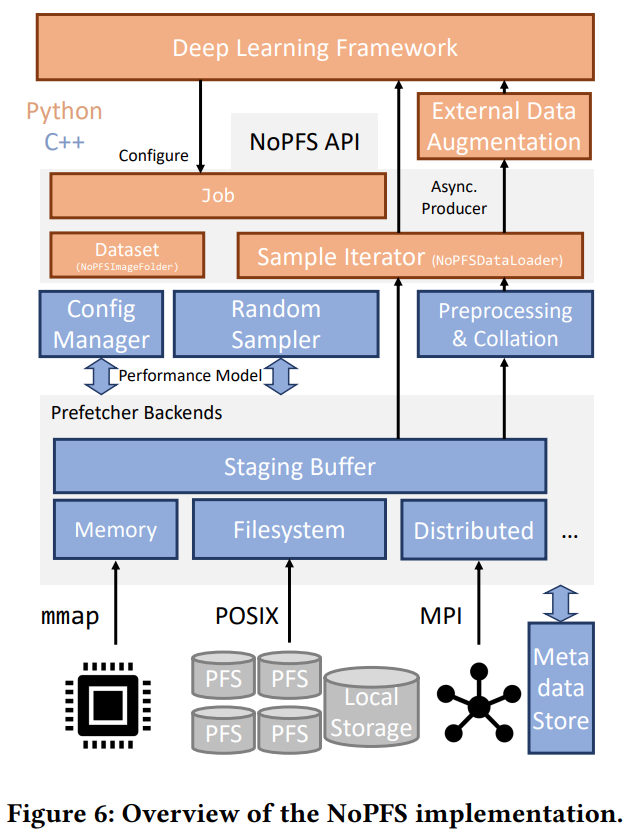 Deep Learning Framework
Python
C++
Configure
NoPFS API
External Data
Augmentation
Job
Async.
Producer
Dataset
(NoPFSImageFolder)
Sample Iterator (NoPFSDataLoader)
Config
Manager
Random
Sampler
Preprocessing
& Collation
Performance Model
Prefetcher Backends
Staging Buffer
Memory
Filesystem
Distributed
...
mmap
POSIX
MPI
PFS
PFS
PFS
PFS
Local
Storage
Meta
data
Store
Figure 6: Overview of the NoPFS implementation.